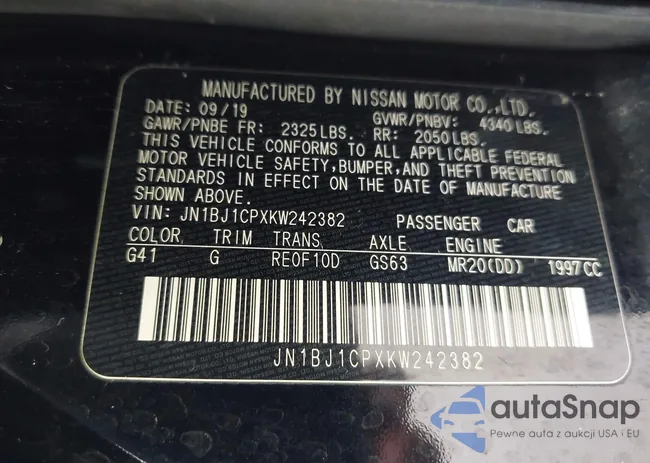 MANUFACTURED BY NISSAN MOTOR CO.,LTD.
DATE: 09/19 GVWR/PNBV: 4340 LBS.
GAWR/PNBE FR: 2325 LBS. RR: 2050 LBS.
THIS VEHICLE CONFORMS TO ALL APPLICABLE FEDERAL
MOTOR VEHICLE SAFETY, BUMPER, AND THEFT PREVENTION
STANDARDS IN EFFECT ON THE DATE OF MANUFACTURE
SHOWN ABOVE.
VIN: JN1BJ1CPXKW242382 PASSENGER CAR
COLOR TRIM TRANS AXLE ENGINE
G41 G RE0F10D GS63 MR20(DD) 1997CC
JN1BJ1CPXKW242382
autaSnap
Pewne auta z aukcji USA i EU